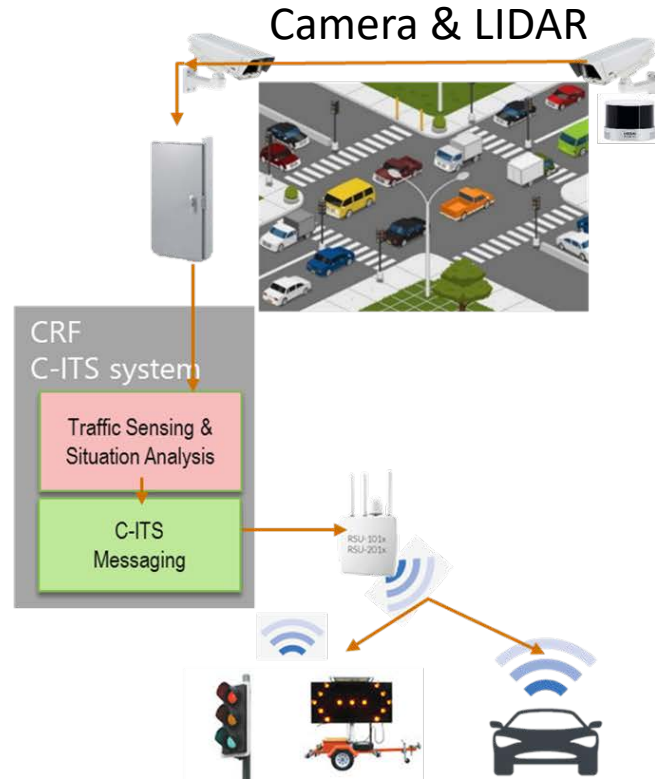 Camera & LIDAR
CRF
C-ITS system
Traffic Sensing &
Situation Analysis
C-ITS
Messaging
RSU-101x
RSU-201x